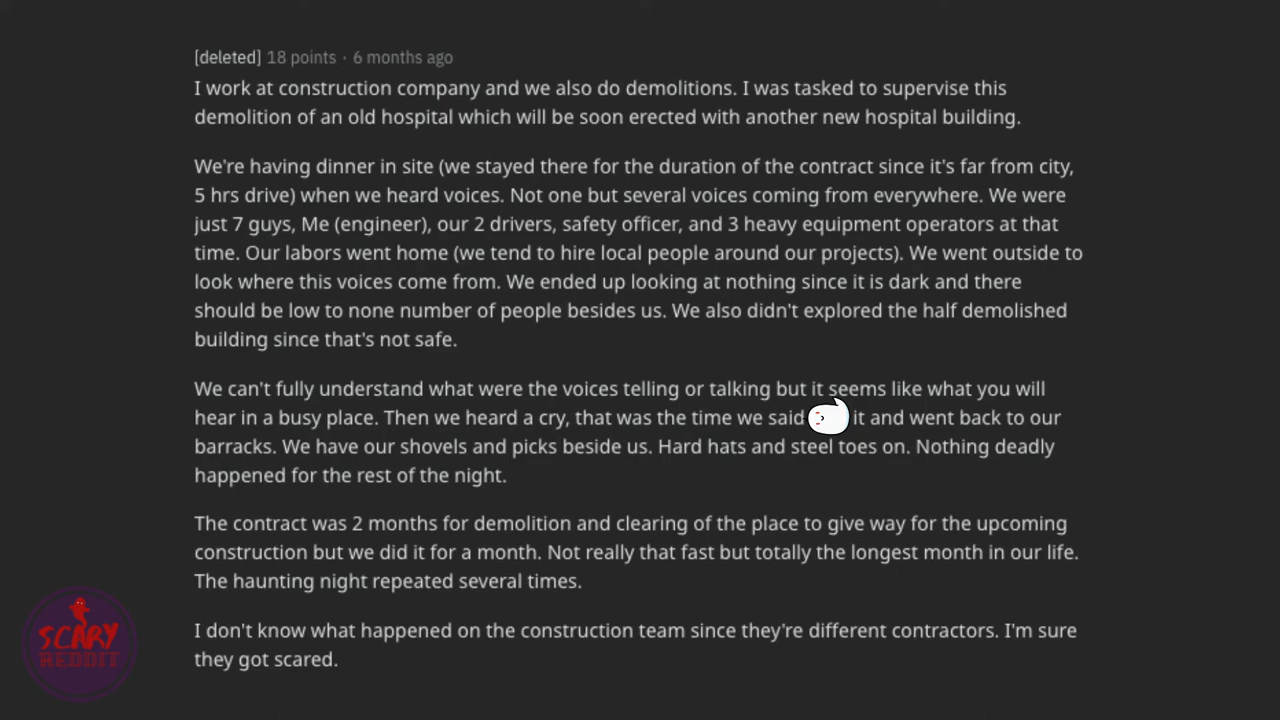 [deleted] 18 points · 6 months ago
I work at construction company and we also do demolitions. I was tasked to supervise this
demolition of an old hospital which will be soon erected with another new hospital building.
We're having dinner in site (we stayed there for the duration of the contract since it's far from city,
5 hrs drive) when we heard voices. Not one but several voices coming from everywhere. We were
just 7 guys, Me (engineer), our 2 drivers, safety officer, and 3 heavy equipment operators at that
time. Our labors went home (we tend to hire local people around our projects). We went outside to
look where this voices come from. We ended up looking at nothing since it is dark and there
should be low to none number of people besides us. We also didn't explored the half demolished
building since that's not safe.
We can't fully understand what were the voices telling or talking but it seems like what you will
hear in a busy place. Then we heard a cry, that was the time we said it and went back to our
barracks. We have our shovels and picks beside us. Hard hats and steel toes on. Nothing deadly
happened for the rest of the night.
The contract was 2 months for demolition and clearing of the place to give way for the upcoming
construction but we did it for a month. Not really that fast but totally the longest month in our life.
The haunting night repeated several times.
I don't know what happened on the construction team since they're different contractors. I'm sure
they got scared.
SCARY
REDDIT